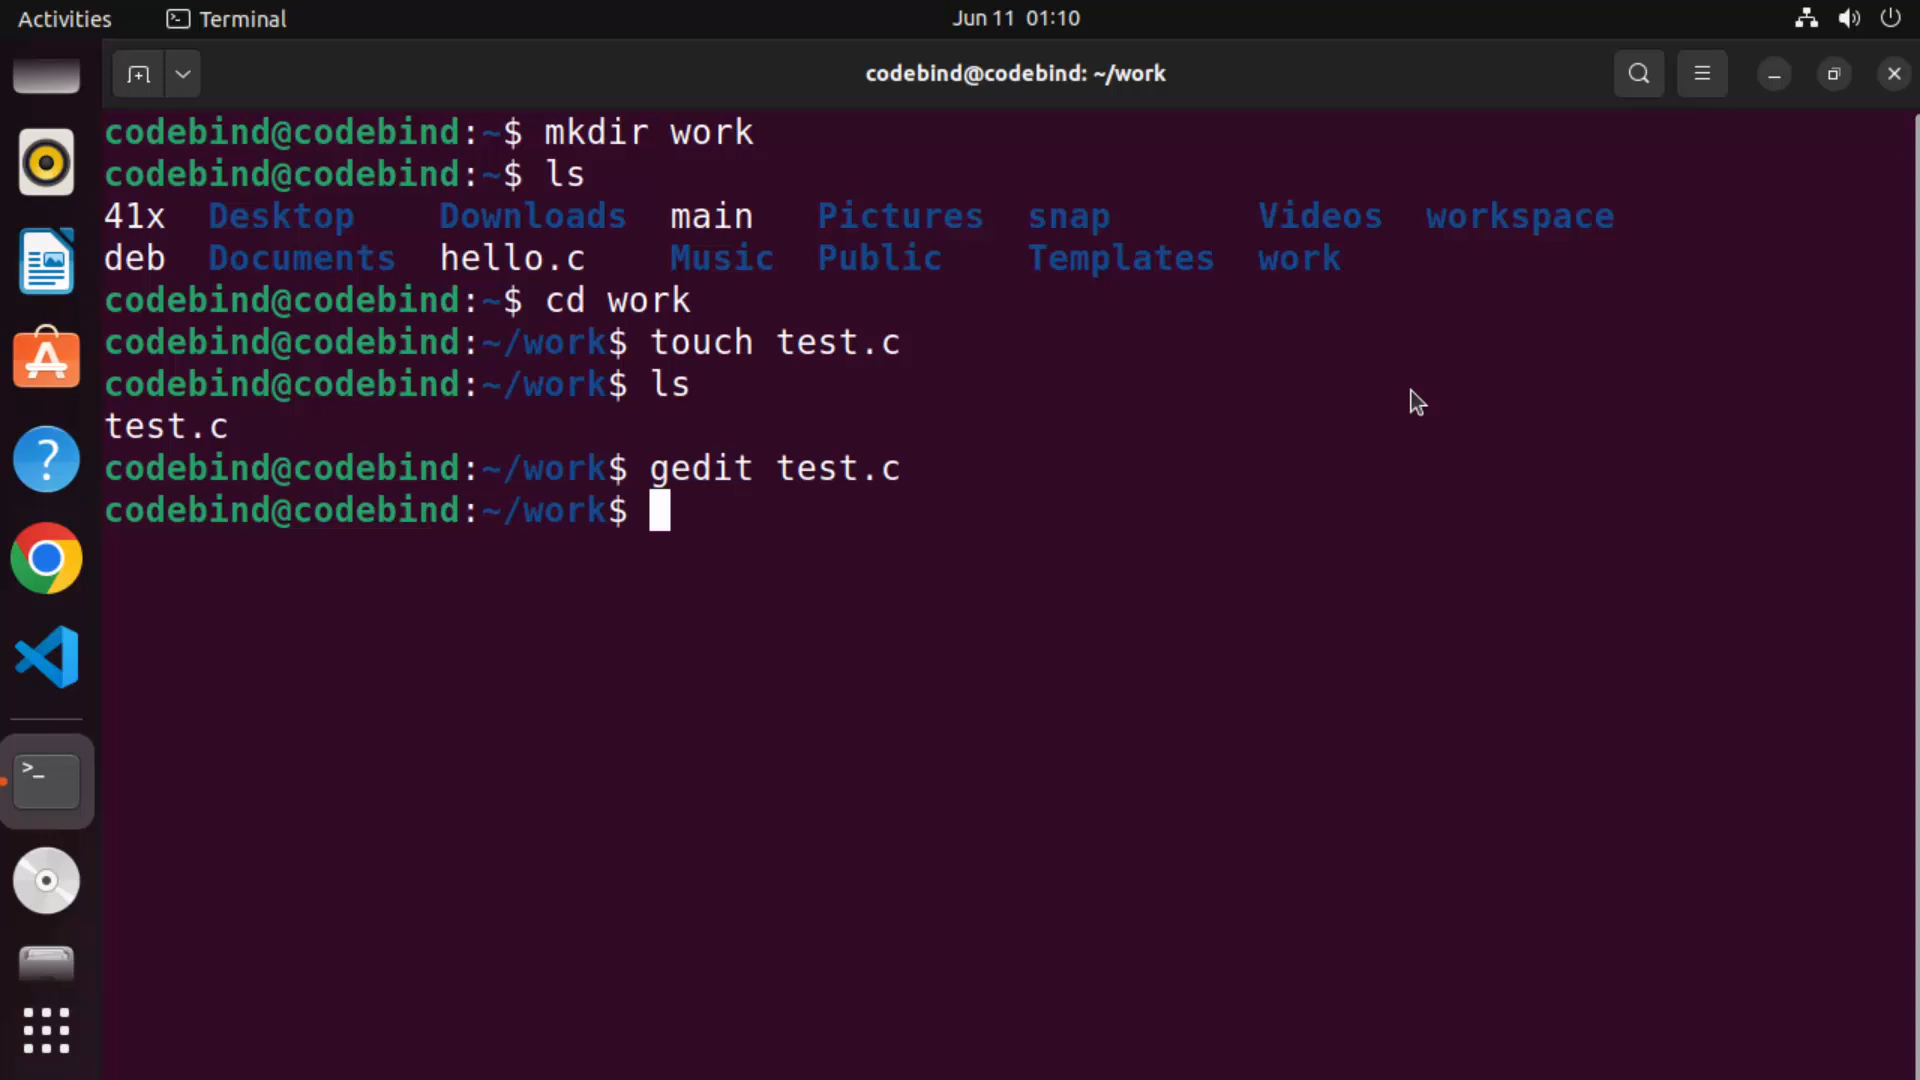 Activities Terminal Jun 11 01:10
codebind@codebind: ~/work
codebind@codebind:~$ mkdir work
codebind@codebind:~$ ls
41x Desktop Downloads main Pictures snap Videos workspace
deb Documents hello.c Music Public Templates work
codebind@codebind:~$ cd work
codebind@codebind:~/work$ touch test.c
codebind@codebind:~/work$ ls
test.c
codebind@codebind:~/work$ gedit test.c
codebind@codebind:~/work$